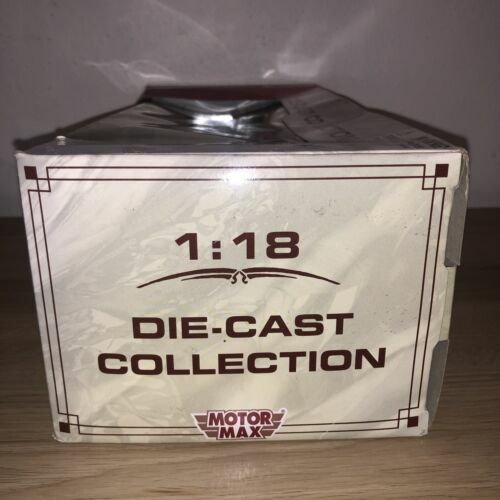 1:18
DIE-CAST
COLLECTION
MOTOR
MAX
®